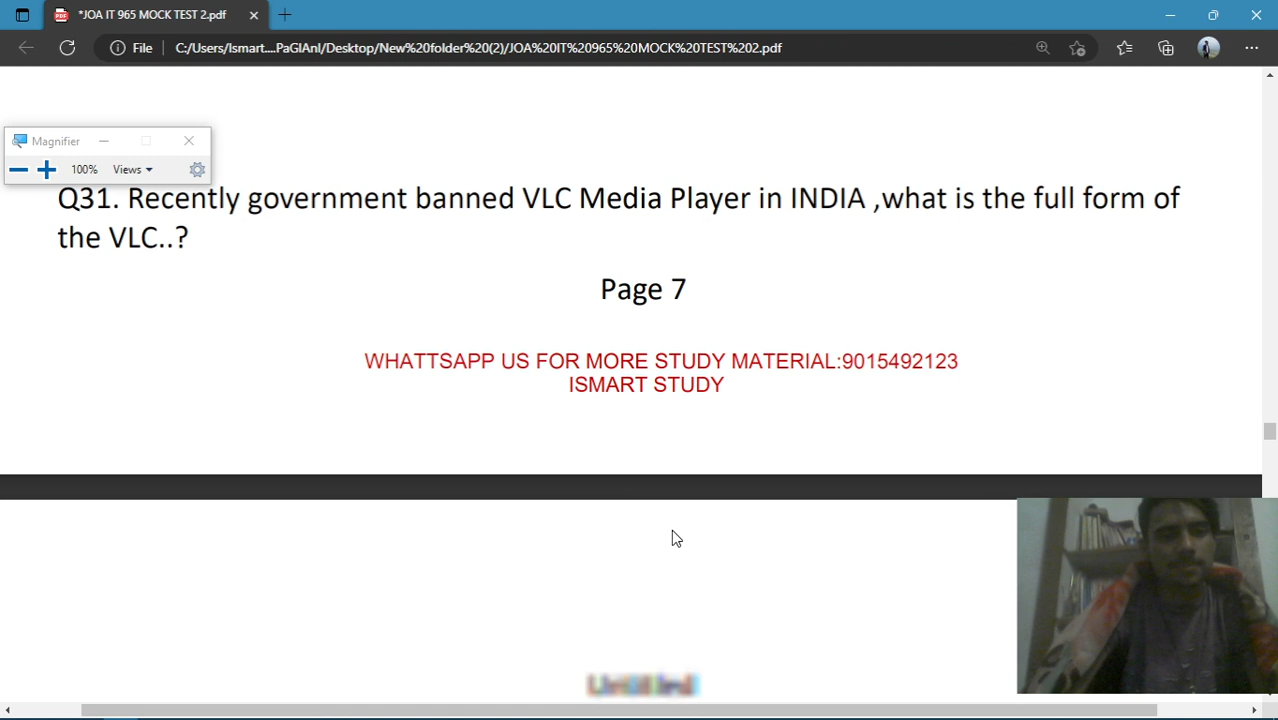 *JOA IT 965 MOCK TEST 2.pdf
File
C:/Users/Ismart....PaGlAnI/Desktop/New%20folder%20(2)/JOA%20IT%20965%20MOCK%20TEST%202.pdf
Magnifier
100%
Views
Q31. Recently government banned VLC Media Player in INDIA ,what is the full form of
the VLC..?
Page 7
WHATTSAPP US FOR MORE STUDY MATERIAL:9015492123
ISMART STUDY